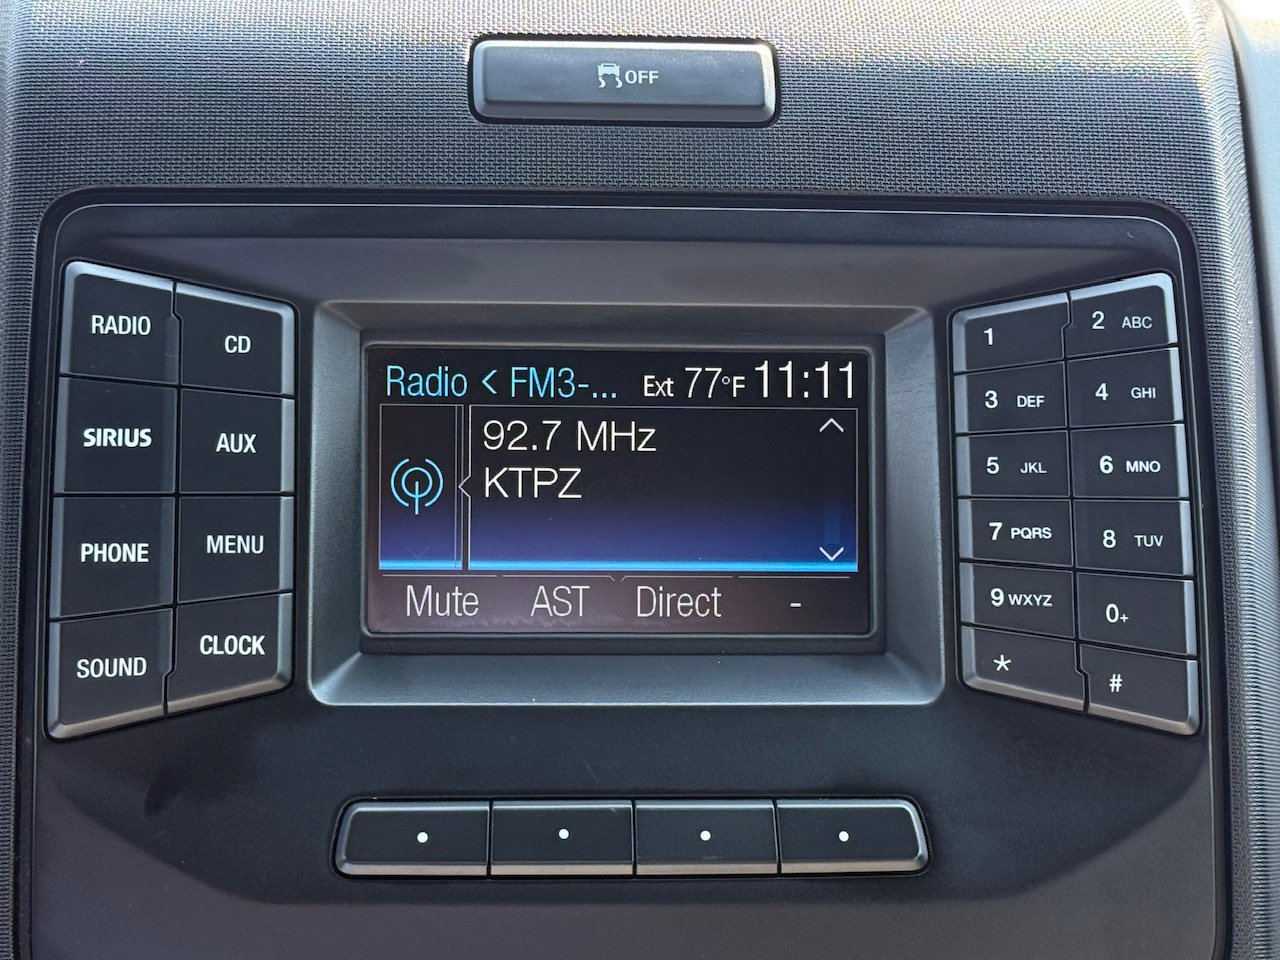 OFF
RADIO
CD
SIRIUS
AUX
PHONE
MENU
SOUND
CLOCK
Radio < FM3-... Ext 77°F 11:11
92.7 MHz
KTPZ
Mute AST Direct -
1
2 ABC
3 DEF
4 GHI
5 JKL
6 MNO
7 PQRS
8 TUV
9 WXYZ
0+
*
#